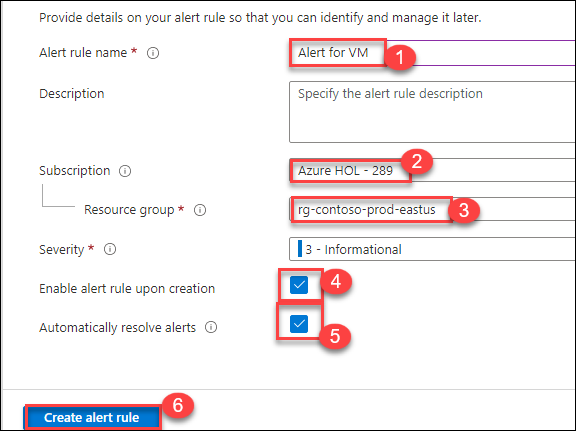 Provide details on your alert rule so that you can identify and manage it later.
Alert rule name * Alert for VM 1
Description Specify the alert rule description
Subscription Azure HOL - 289 2
Resource group * rg-contoso-prod-eastus 3
Severity * 3 - Informational
Enable alert rule upon creation 4
Automatically resolve alerts 5
Create alert rule 6